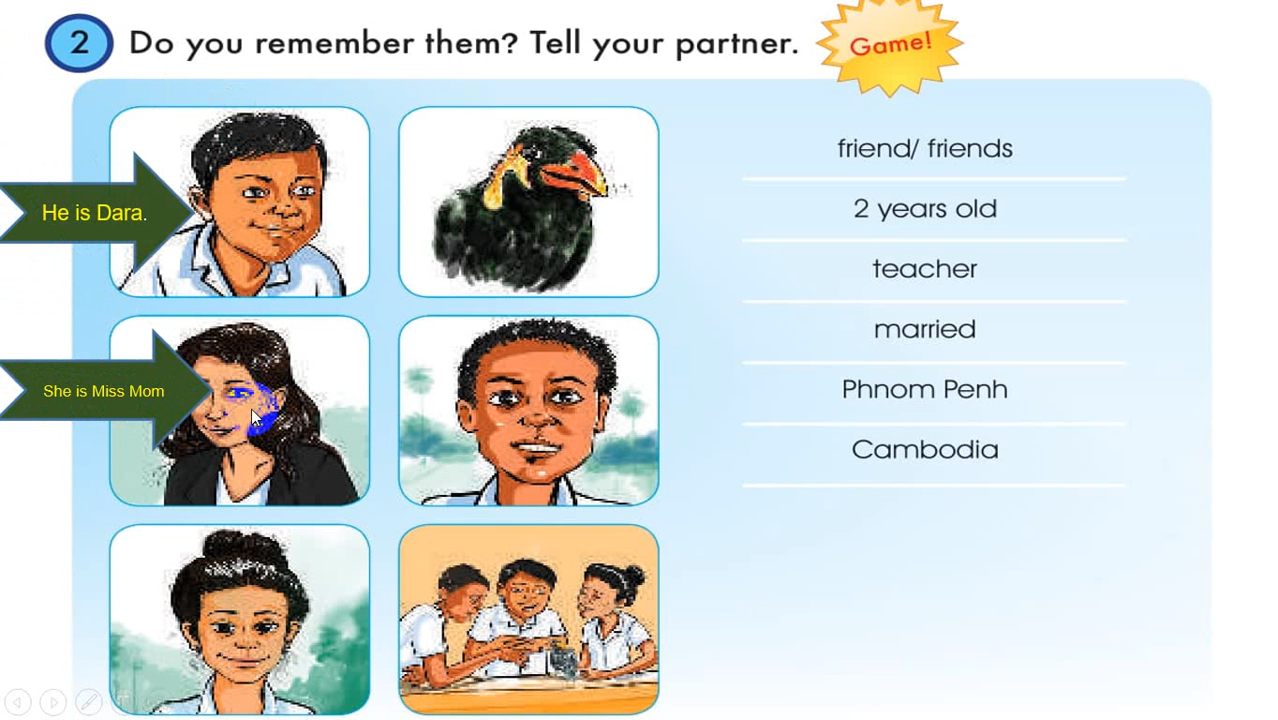 2 Do you remember them? Tell your partner.
Game!
He is Dara.
She is Miss Mom
friend/ friends
2 years old
teacher
married
Phnom Penh
Cambodia